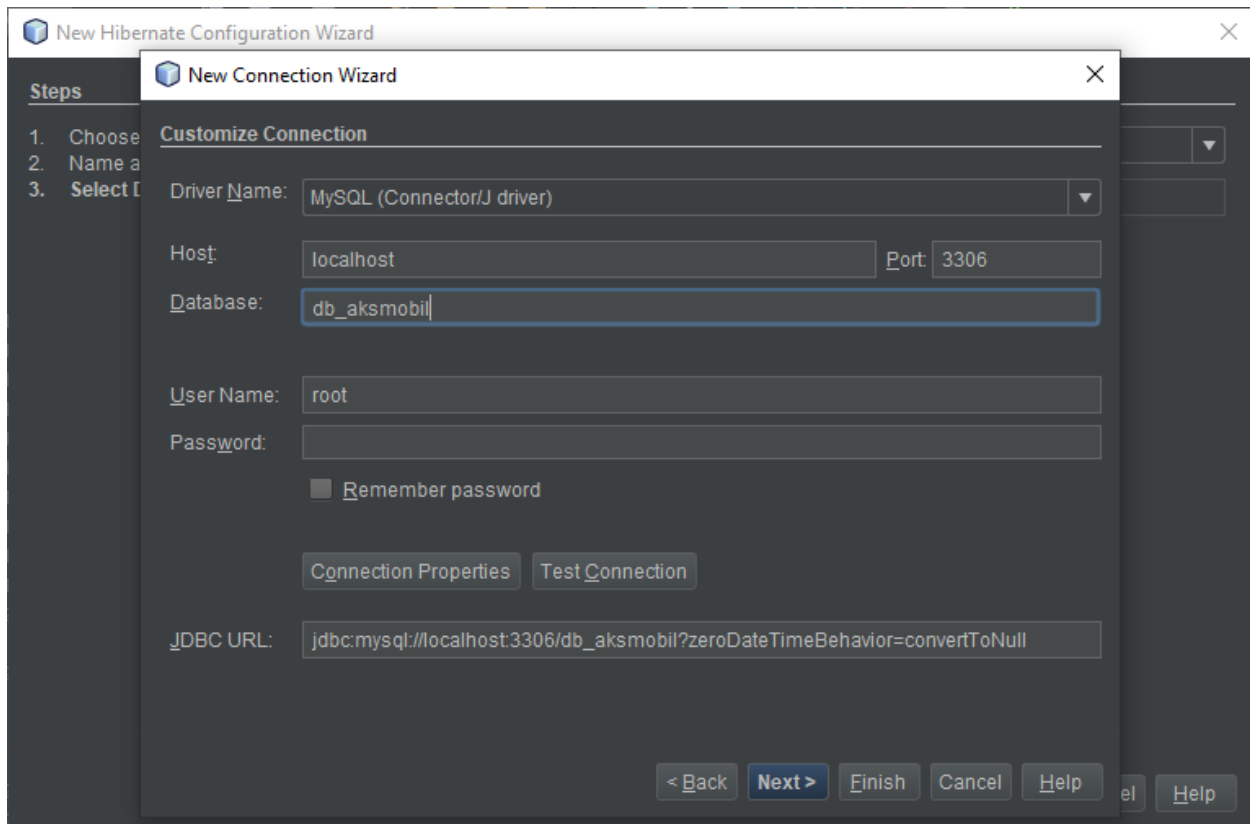 New Hibernate Configuration Wizard
New Connection Wizard
Steps
1. Choose
2. Name a
3. Select
Customize Connection
Driver Name: MySQL (Connector/J driver)
Host: localhost Port: 3306
Database: db_aksmobil
User Name: root
Password:
Remember password
Connection Properties Test Connection
JDBC URL: jdbc:mysql://localhost:3306/db_aksmobil?zeroDateTimeBehavior=convertToNull
< Back Next > Finish Cancel Help
el Help